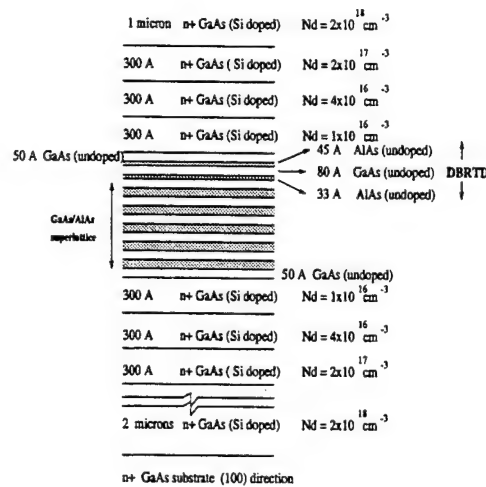 1 micron n+ GaAs (Si doped) Nd = 2x10 18 cm -3
300 A n+ GaAs ( Si doped) Nd = 2x10 17 cm -3
300 A n+ GaAs (Si doped) Nd = 4x10 16 cm -3
300 A n+ GaAs (Si doped) Nd = 1x10 16 cm -3
50 A GaAs (undoped)
45 A AlAs (undoped)
80 A GaAs (undoped) DBRTD
33 A AlAs (undoped)
GaAs/AlAs
superlattice
50 A GaAs (undoped)
300 A n+ GaAs (Si doped) Nd = 1x10 16 cm -3
300 A n+ GaAs (Si doped) Nd = 4x10 16 cm -3
300 A n+ GaAs ( Si doped) Nd = 2x10 17 cm -3
2 microns n+ GaAs (Si doped) Nd = 2x10 18 cm -3
n+ GaAs substrate (100) direction